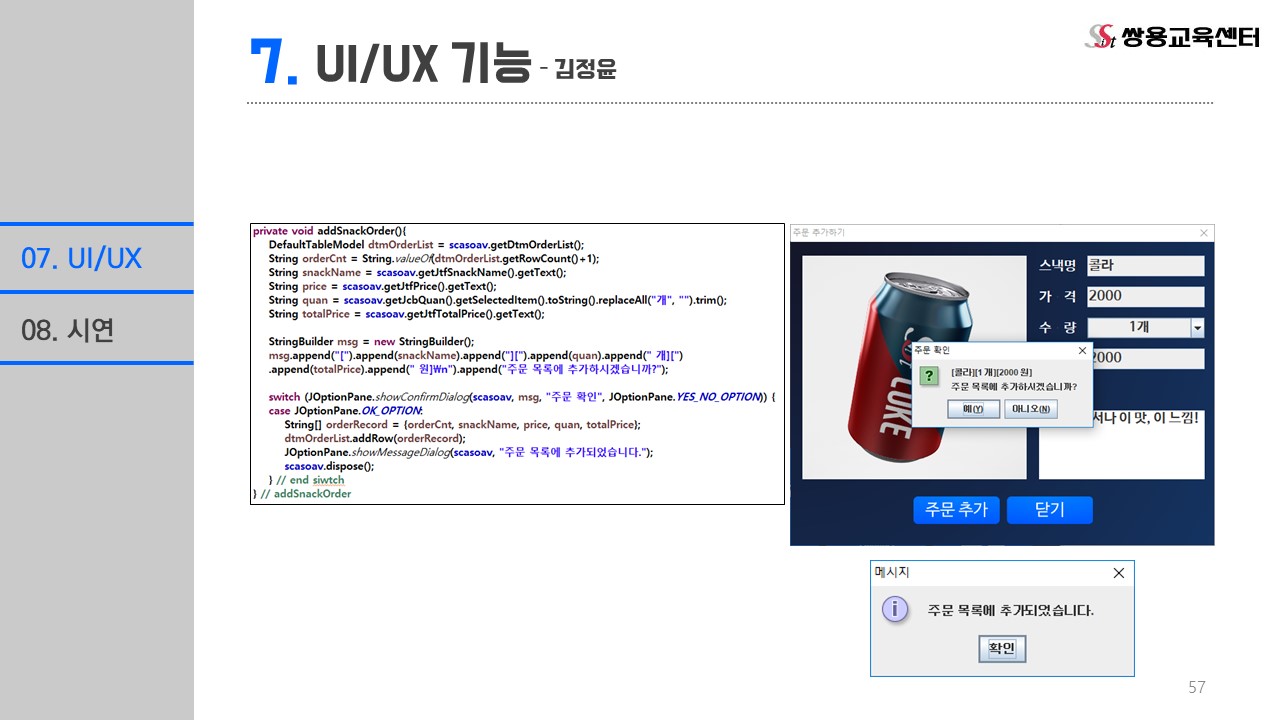 7. UI/UX 기능 - 김정윤
Sist 쌍용교육센터
07. UI/UX
08. 시연
private void addSnackOrder(){
DefaultTableModel dtmOrderList = scasoav.getDtmOrderList();
String orderCnt = String.valueOf(dtmOrderList.getRowCount()+1);
String snackName = scasoav.getJtfSnackName().getText();
String price = scasoav.getJtfPrice().getText();
String quan = scasoav.getJcbQuan().getSelectedItem().toString().replaceAll("개", "").trim();
String totalPrice = scasoav.getJtfTotalPrice().getText();
StringBuilder msg = new StringBuilder();
msg.append("[").append(snackName).append("][").append(quan).append(" 개][")
.append(totalPrice).append(" 원]₩n").append("주문 목록에 추가하시겠습니까?");
switch (JOptionPane.showConfirmDialog(scasoav, msg, "주문 확인", JOptionPane.YES_NO_OPTION)) {
case JOptionPane.OK_OPTION:
String[] orderRecord = {orderCnt, snackName, price, quan, totalPrice};
dtmOrderList.addRow(orderRecord);
JOptionPane.showMessageDialog(scasoav, "주문 목록에 추가되었습니다.");
scasoav.dispose();
} // end siwtch
} // addSnackOrder
주문 추가하기
스낵명 콜라
가 격 2000
수 량 1개
2000
주문 확인
[콜라][1 개][2000 원]
주문 목록에 추가하시겠습니까?
예(Y) 아니오(N)
서나 이 맛, 이 느낌!
LUKE
주문 추가 닫기
메시지
주문 목록에 추가되었습니다.
확인
57